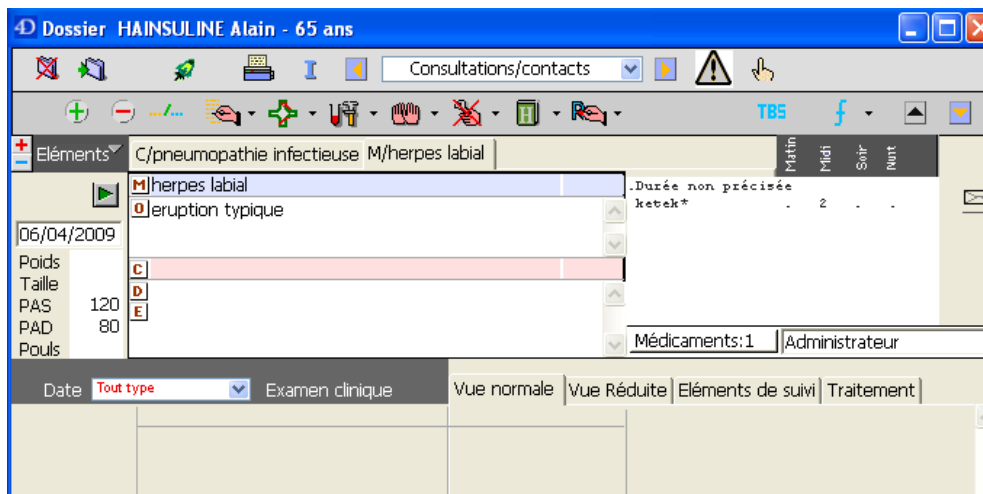 4D Dossier HAINSULINE Alain - 65 ans
I Consultations/contacts
TBS
Eléments C/pneumopathie infectieuse M/herpes labial Matin Midi Soir Nuit
M herpes labial
O eruption typique
.Durée non précisée
ketek* . 2 . .
06/04/2009
Poids
Taille
PAS 120
PAD 80
Pouls
C
D
E
Médicaments:1 Administrateur
Date Tout type Examen clinique Vue normale Vue Réduite Eléments de suivi Traitement